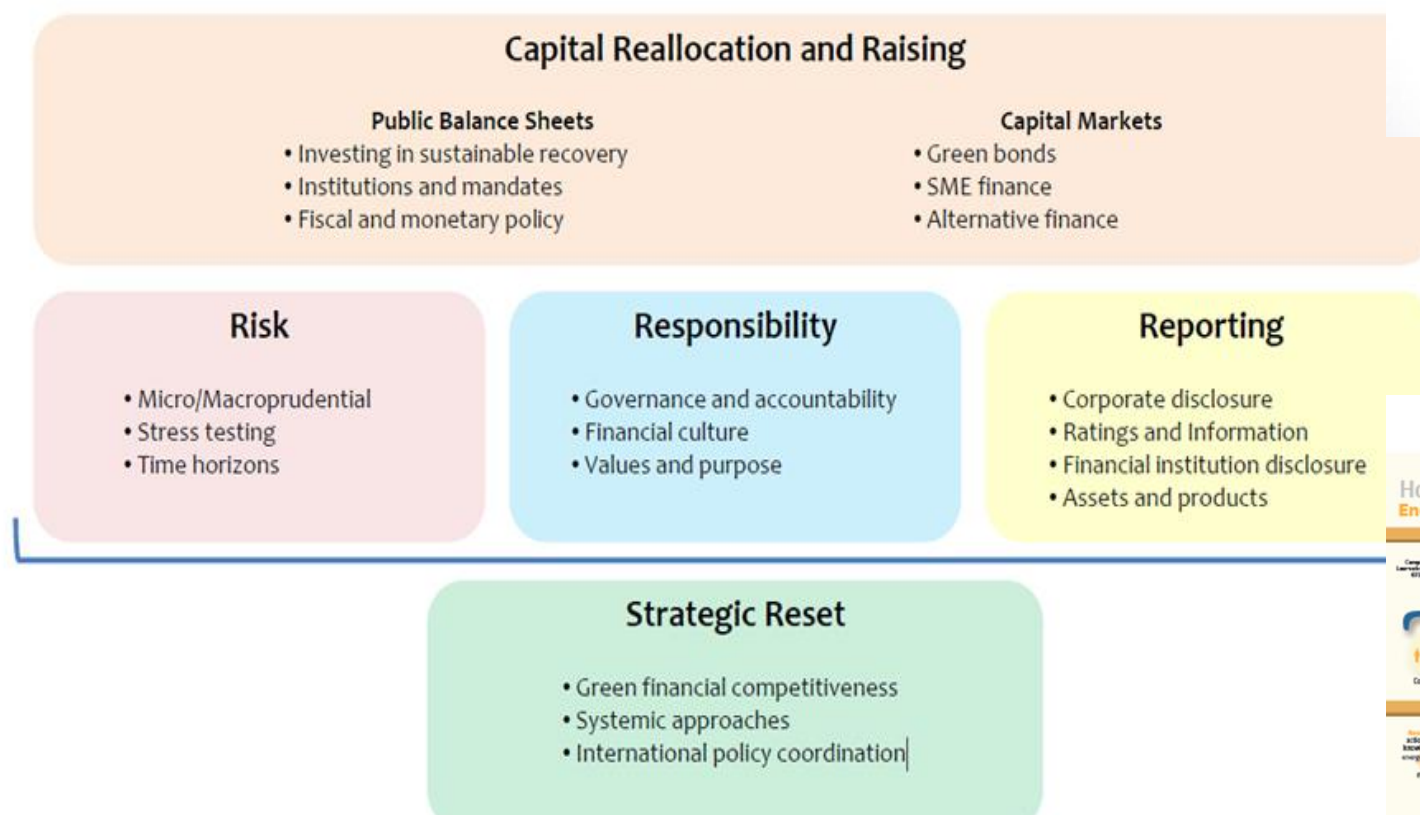 Capital Reallocation and Raising
Public Balance Sheets
• Investing in sustainable recovery
• Institutions and mandates
• Fiscal and monetary policy
Capital Markets
• Green bonds
• SME finance
• Alternative finance
Risk
• Micro/Macroprudential
• Stress testing
• Time horizons
Responsibility
• Governance and accountability
• Financial culture
• Values and purpose
Reporting
• Corporate disclosure
• Ratings and Information
• Financial institution disclosure
• Assets and products
Strategic Reset
• Green financial competitiveness
• Systemic approaches
• International policy coordination